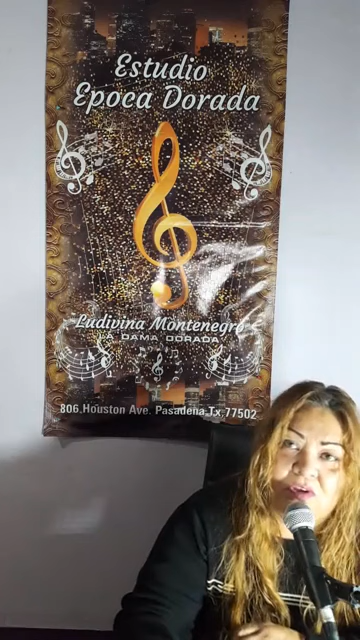 Estudio
Epoca Dorada
Ludivina Montenegro
LA DAMA DORADA
806 Houston Ave. Pasadena Tx 77502